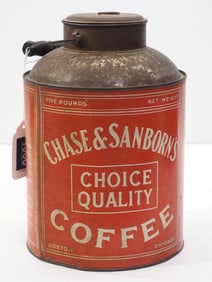 FIVE POUNDS NET WEIGHT
CHASE & SANBORN'S
CHOICE
QUALITY
COFFEE
BOSTON CHICAGO